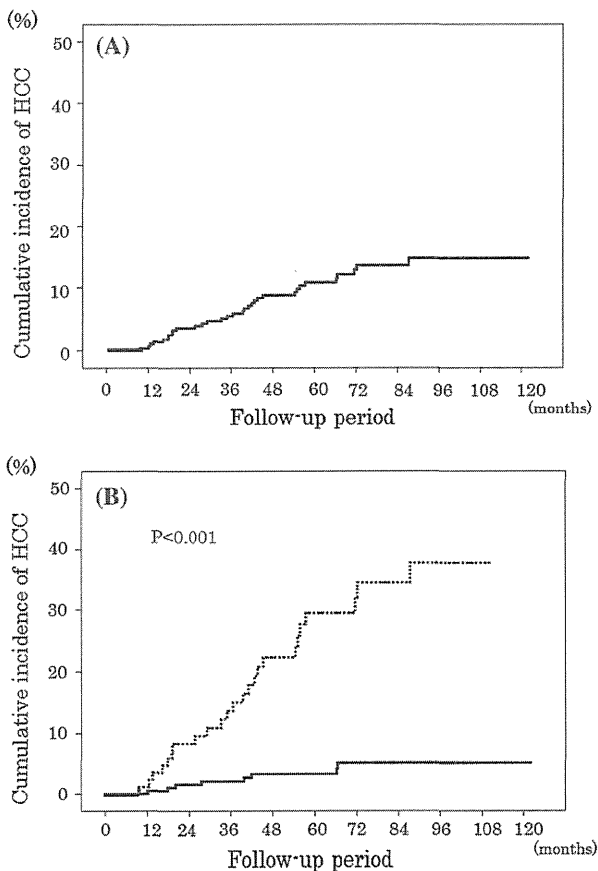 (%)
(A)
50
40
30
20
10
0
Cumulative incidence of HCC
0 12 24 36 48 60 72 84 96 108 120
(months)
Follow-up period
(%)
(B)
P<0.001
50
40
30
20
10
0
Cumulative incidence of HCC
0 12 24 36 48 60 72 84 96 108 120
(months)
Follow-up period